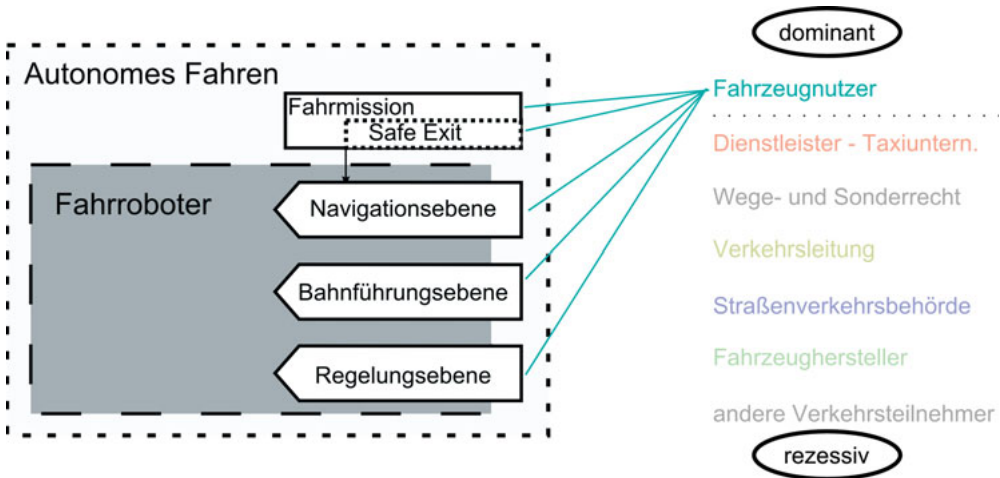 Autonomes Fahren
Fahrmission
Safe Exit
Fahrroboter
Navigationsebene
Bahnführungsebene
Regelungsebene
dominant
Fahrzeugnutzer
Dienstleister - Taxiuntern.
Wege- und Sonderrecht
Verkehrsleitung
Straßenverkehrsbehörde
Fahrzeughersteller
andere Verkehrsteilnehmer
rezessiv